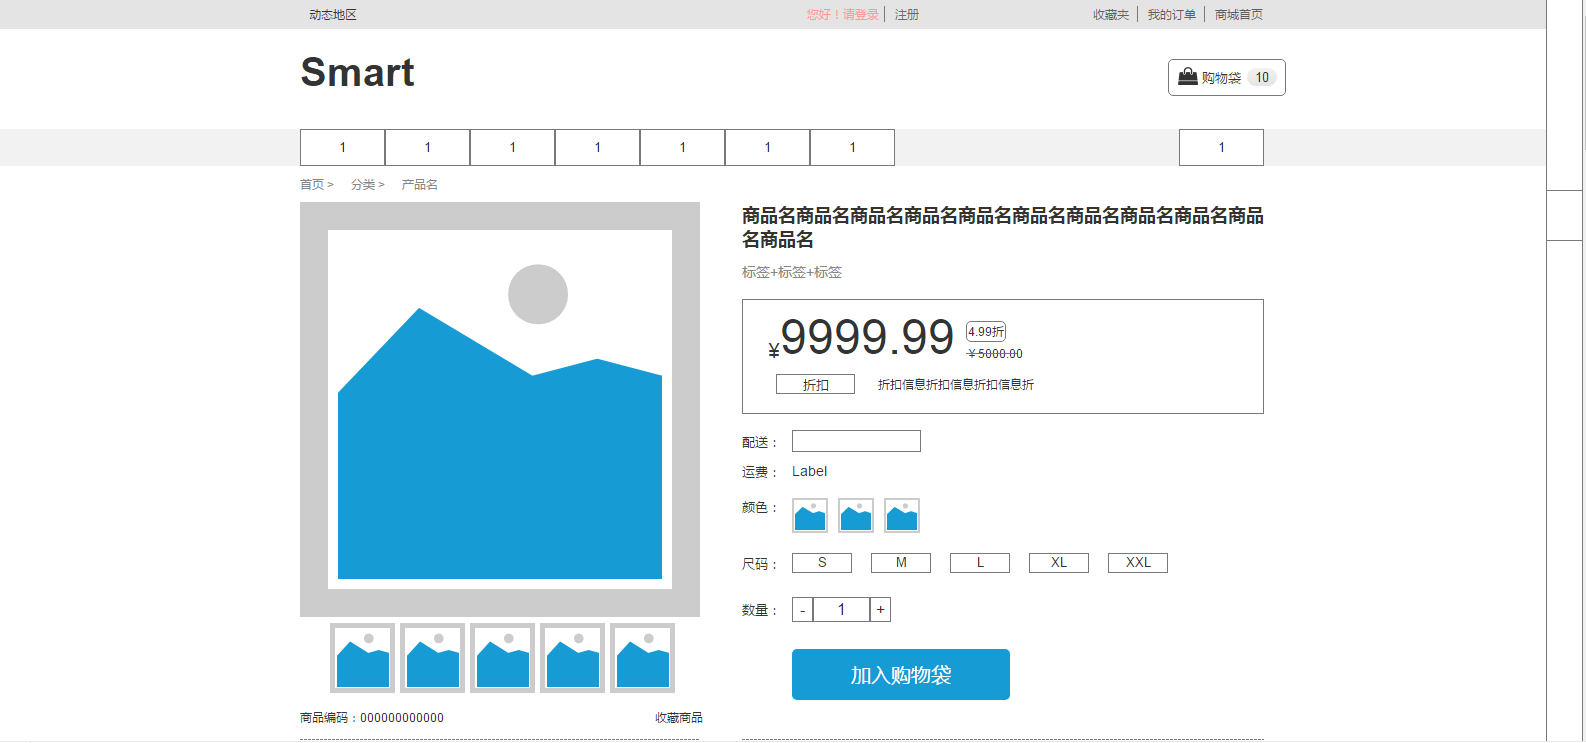 动态地区
您好！请登录
注册
收藏夹
我的订单
商城首页
Smart
购物袋 10
1 1 1 1 1 1 1 1
首页 > 分类 > 产品名
商品名商品名商品名商品名商品名商品名商品名商品名商品名商品
名商品名
标签+标签+标签
¥9999.99
4.99折
￥5000.00
折扣
折扣信息折扣信息折扣信息折
配送：
运费： Label
颜色：
尺码： S M L XL XXL
数量： - 1 +
加入购物袋
商品编码：000000000000
收藏商品